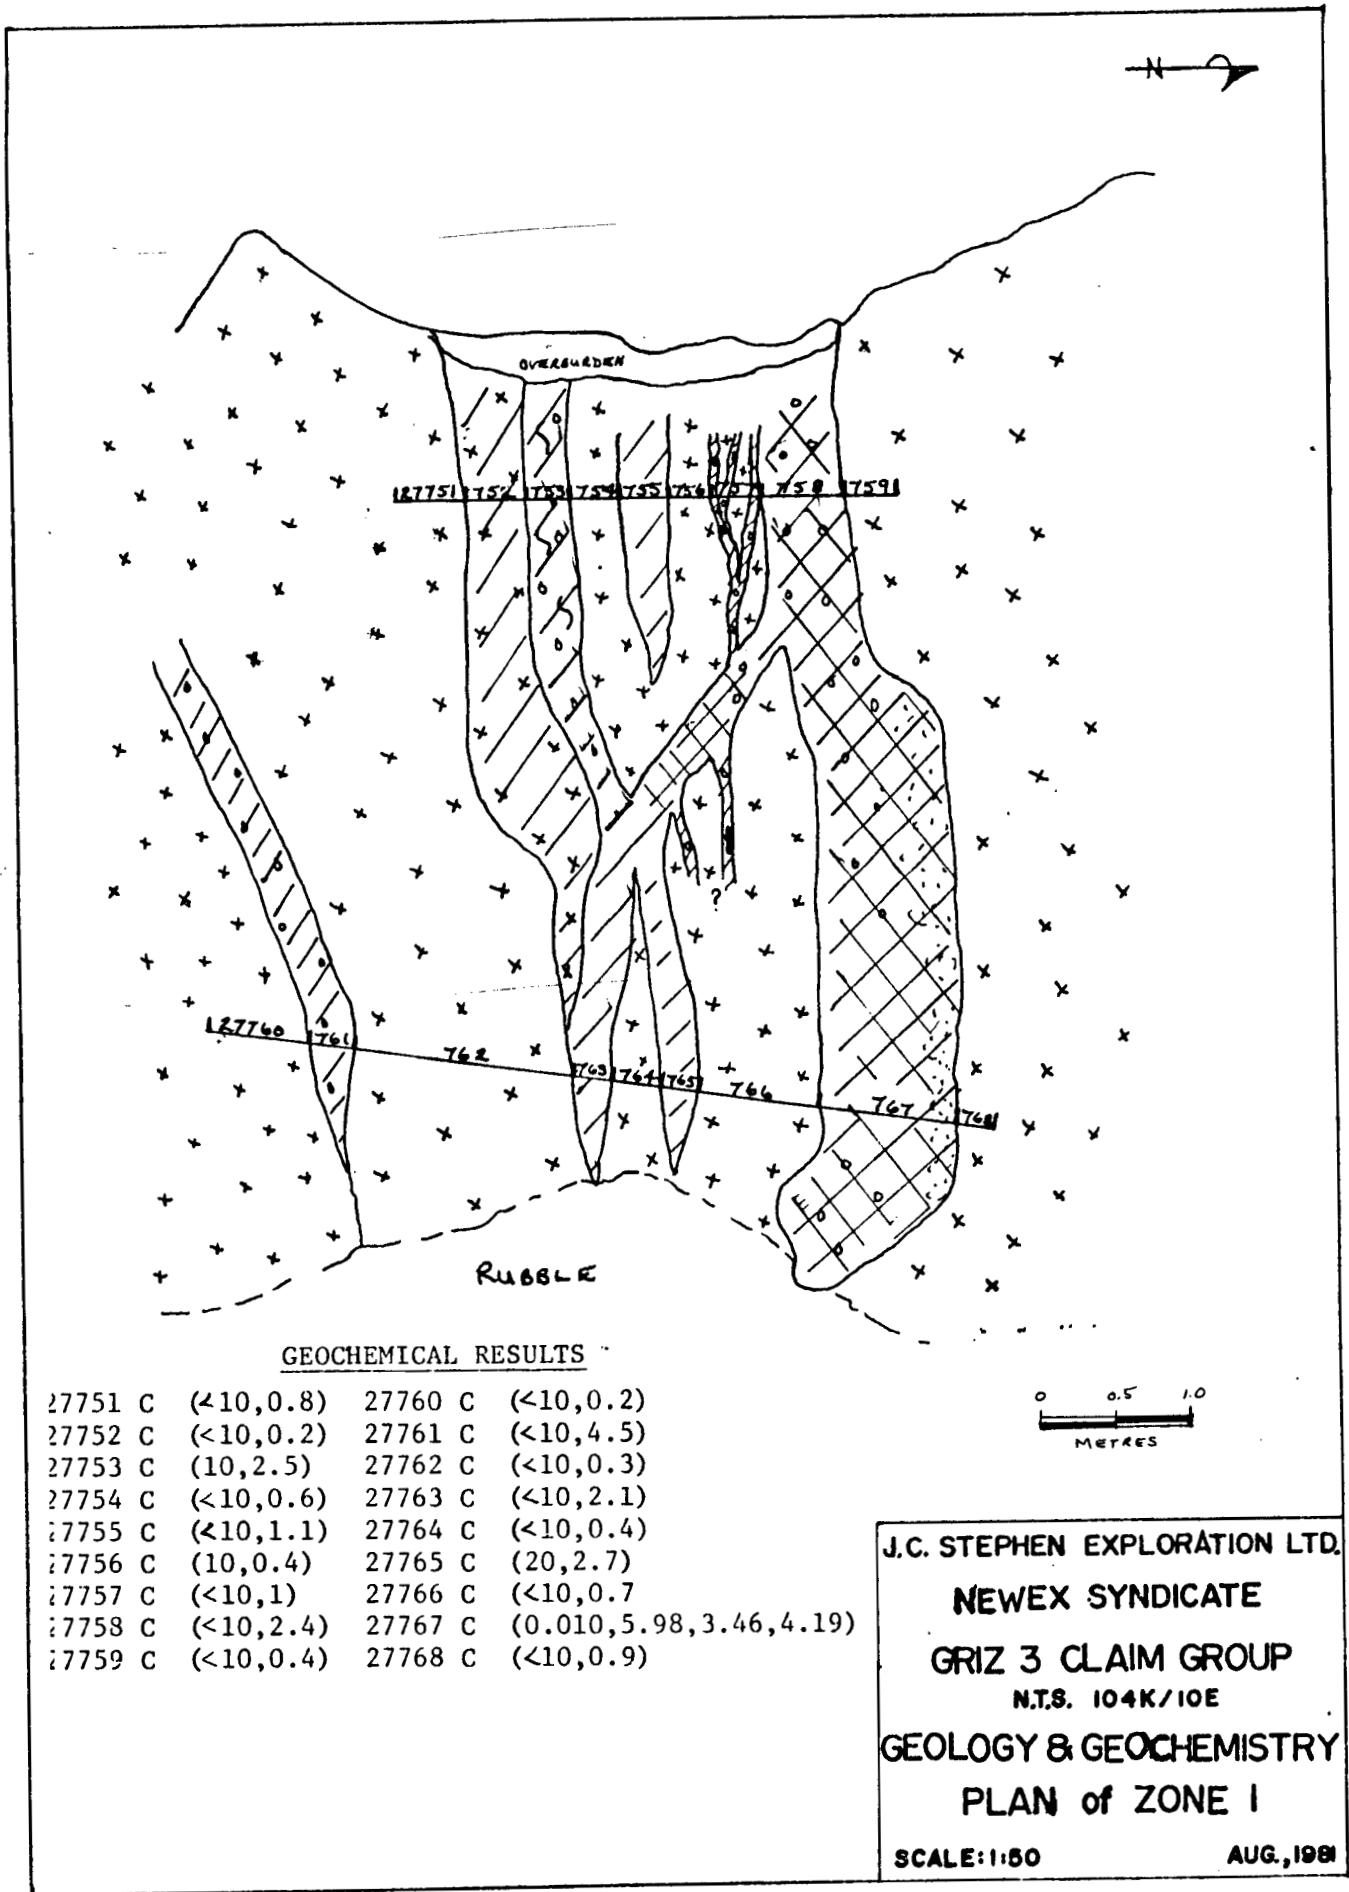 N
OVERBURDEN
27751 752 753 754 755 756 757 758 759
27760 761 762 763 764 765 766 767 768
?
RUBBLE
GEOCHEMICAL RESULTS
27751 C (<10,0.8) 27760 C (<10,0.2)
27752 C (<10,0.2) 27761 C (<10,4.5)
27753 C (10,2.5) 27762 C (<10,0.3)
27754 C (<10,0.6) 27763 C (<10,2.1)
27755 C (<10,1.1) 27764 C (<10,0.4)
27756 C (10,0.4) 27765 C (20,2.7)
27757 C (<10,1) 27766 C (<10,0.7
27758 C (<10,2.4) 27767 C (0.010,5.98,3.46,4.19)
27759 C (<10,0.4) 27768 C (<10,0.9)
0 0.5 1.0
METRES
J.C. STEPHEN EXPLORATION LTD.
NEWEX SYNDICATE
GRIZ 3 CLAIM GROUP
N.T.S. 104K/10E
GEOLOGY & GEOCHEMISTRY
PLAN of ZONE 1
SCALE: 1:50 AUG., 1981